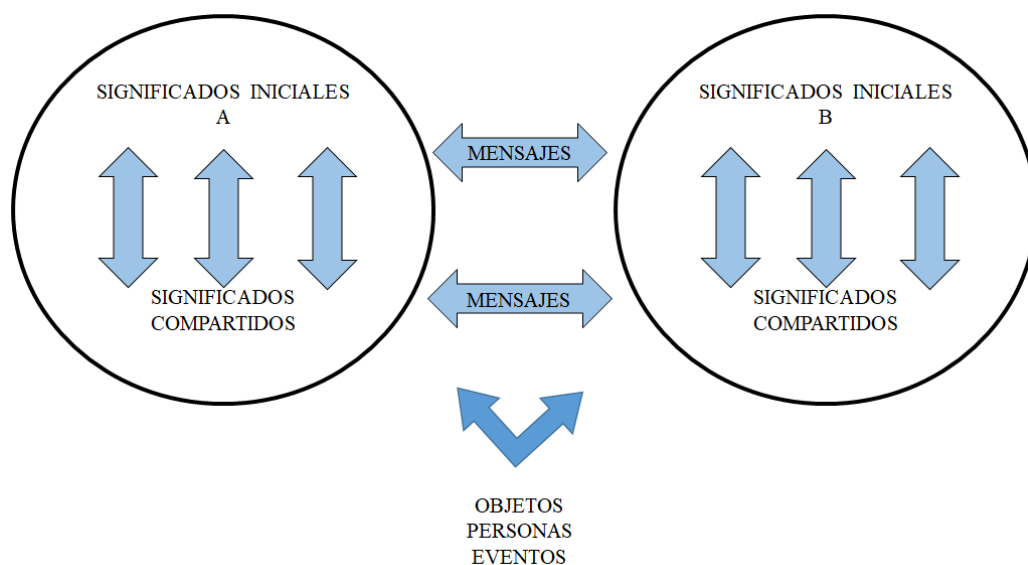 SIGNIFICADOS INICIALES
A
SIGNIFICADOS
COMPARTIDOS
MENSAJES
MENSAJES
SIGNIFICADOS INICIALES
B
SIGNIFICADOS
COMPARTIDOS
OBJETOS
PERSONAS
EVENTOS